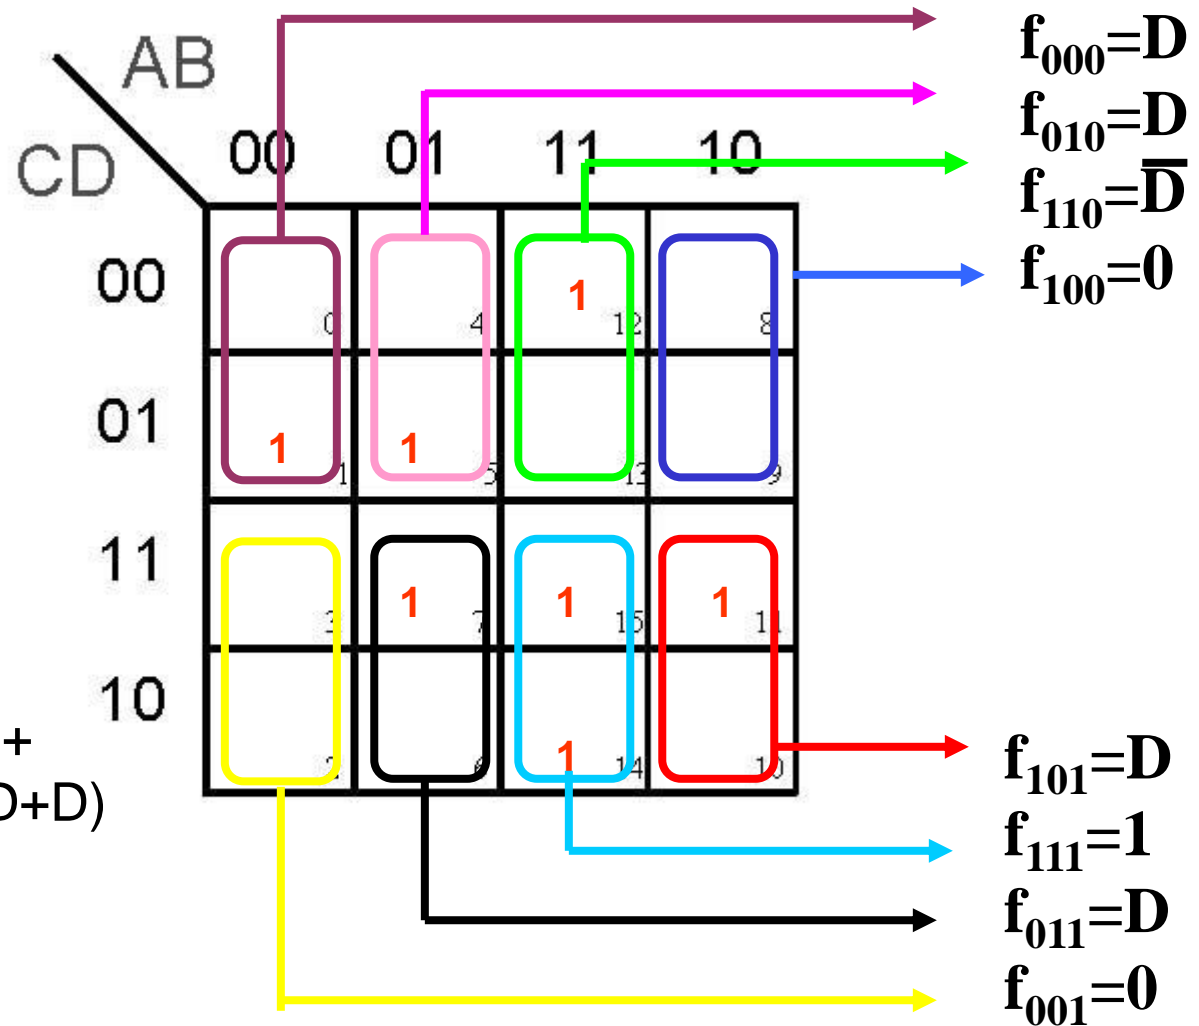 AB
CD
00 01 11 10
00
01
11
10
1
0 4 12 8
1 1
1 5 13 9
1 1 1
3 7 15 11
1
2 6 14 10
f000=D
f010=D
f110=D̅
f100=0
f101=D
f111=1
f011=D
f001=0
+
D+D)